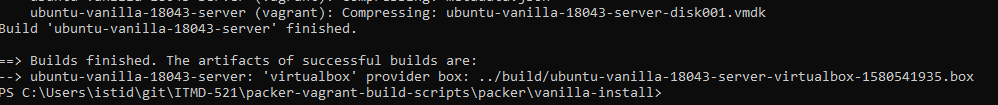 ubuntu-vanilla-18043-server (vagrant): Compressing: metadata.json
ubuntu-vanilla-18043-server (vagrant): Compressing: ubuntu-vanilla-18043-server-disk001.vmdk
Build 'ubuntu-vanilla-18043-server' finished.
==> Builds finished. The artifacts of successful builds are:
--> ubuntu-vanilla-18043-server: 'virtualbox' provider box: ../build/ubuntu-vanilla-18043-server-virtualbox-1580541935.box
PS C:\Users\istid\git\ITMD-521\packer-vagrant-build-scripts\packer\vanilla-install>